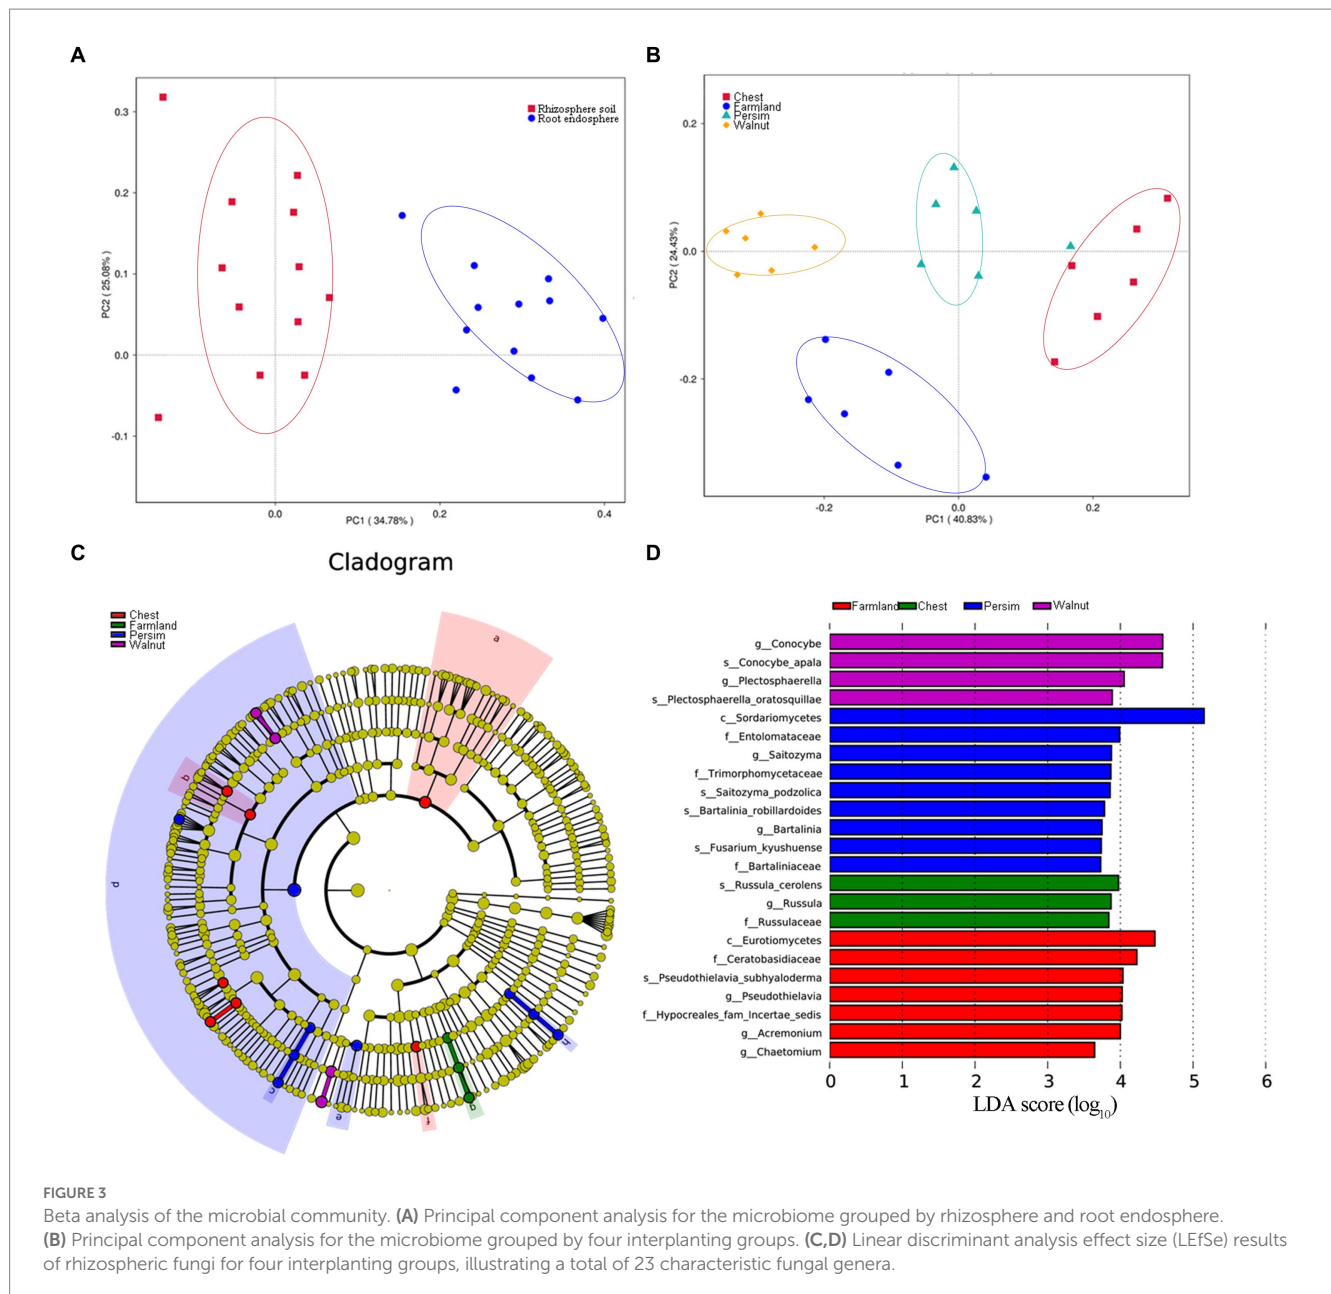 A
Rhizosphere soil
Root endosphere
0.3
0.2
0.1
0.0
-0.1
PC2 ( 25.08% )
0.0
0.2
0.4
PC1 ( 34.78% )
B
Chest
Farmland
Persim
Walnut
0.2
0.0
-0.2
PC2 ( 24.43% )
-0.2
0.0
0.2
PC1 ( 40.83% )
C
Cladogram
Chest
Farmland
Persim
Walnut
a
b
c
d
e
f
g
h
D
Farmland
Chest
Persim
Walnut
g__Conocybe
s__Conocybe_apala
g__Plectosphaerella
s__Plectosphaerella_oratosquillae
c__Sordariomycetes
f__Entolomataceae
g__Saitozyma
f__Trimorphomycetaceae
s__Saitozyma_podzolica
s__Bartalinia_robillardoides
g__Bartalinia
s__Fusarium_kyushuense
f__Bartaliniaceae
s__Russula_cerolens
g__Russula
f__Russulaceae
c__Eurotiomycetes
f__Ceratobasidiaceae
s__Pseudothielavia_subhyaloderma
g__Pseudothielavia
f__Hypocreales_fam_Incertae_sedis
g__Acremonium
g__Chaetomium
0 1 2 3 4 5 6
LDA score (log10)
FIGURE 3
Beta analysis of the microbial community. (A) Principal component analysis for the microbiome grouped by rhizosphere and root endosphere.
(B) Principal component analysis for the microbiome grouped by four interplanting groups. (C,D) Linear discriminant analysis effect size (LEfSe) results
of rhizospheric fungi for four interplanting groups, illustrating a total of 23 characteristic fungal genera.